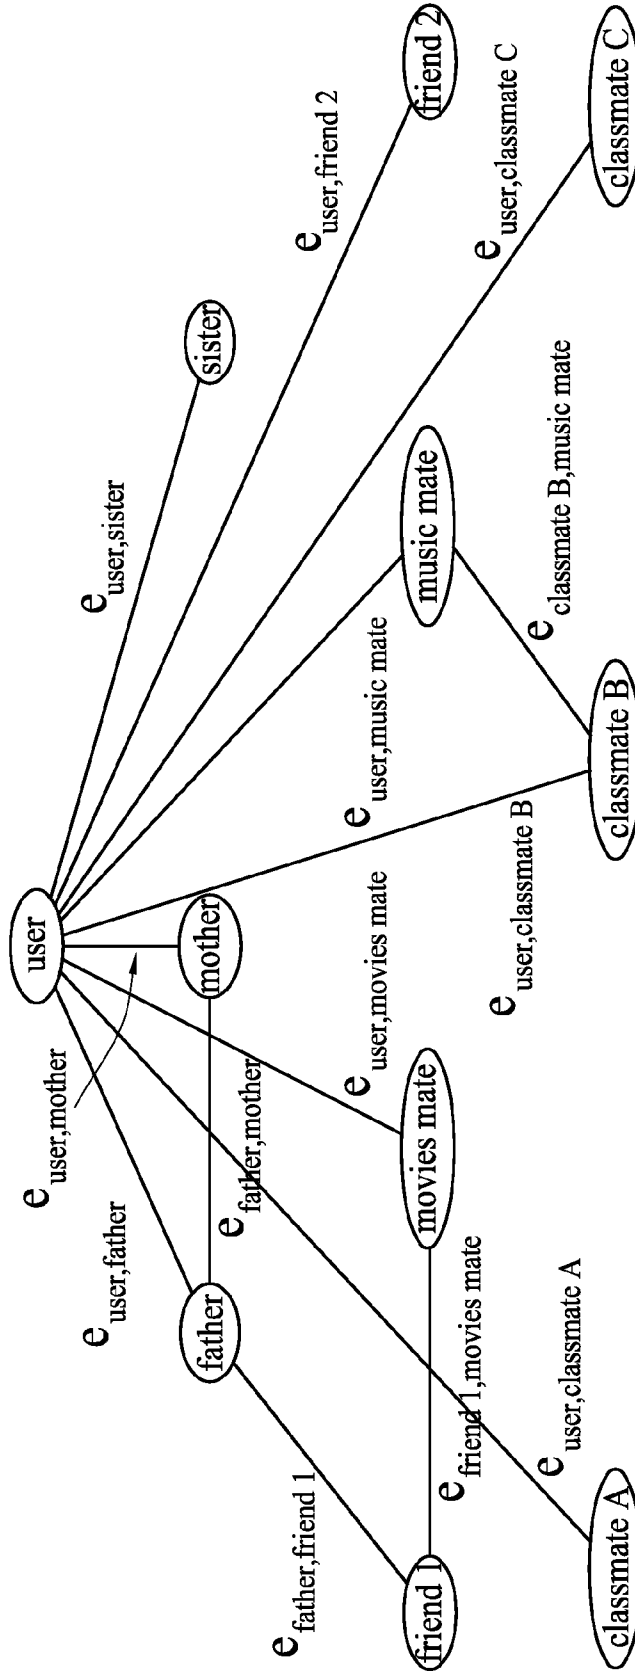 user
e user,mother
e user,father
e user,sister
father
mother
sister
e father,mother
e user,friend 2
e father,friend 1
e user,movies mate
e user,music mate
friend 1
movies mate
music mate
friend 2
e friend 1,movies mate
e user,classmate B
e user,classmate C
e user,classmate A
e classmate B,music mate
classmate A
classmate B
classmate C